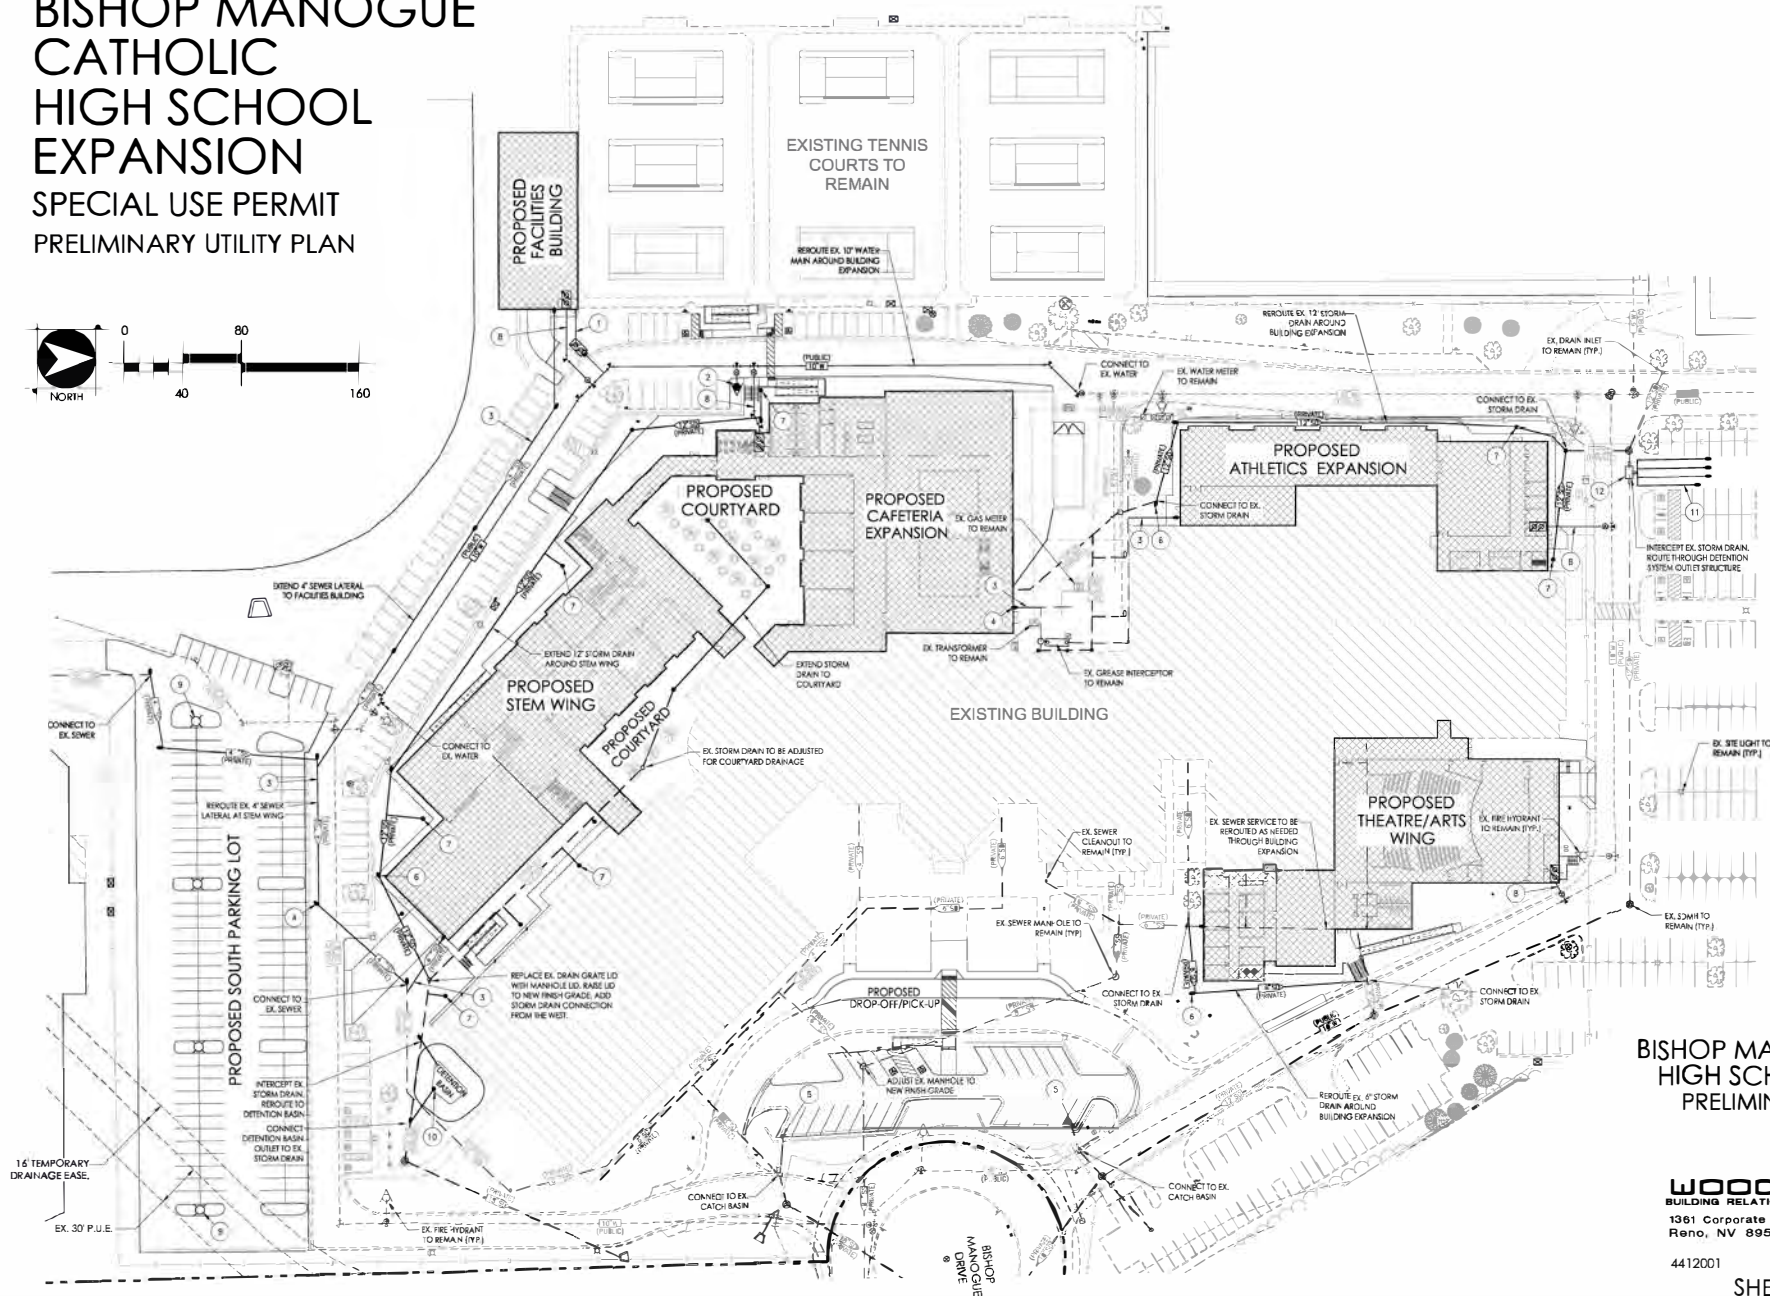 BISHOP MANOGUE
CATHOLIC
HIGH SCHOOL
EXPANSION
SPECIAL USE PERMIT
PRELIMINARY UTILITY PLAN
0
80
40
160
NORTH
PROPOSED
FACILITIES
BUILDING
EXISTING TENNIS
COURTS TO
REMAIN
REROUTE EX. 10" WATER
MAIN AROUND BUILDING
EXPANSION
REROUTE EX. 12" STORM
DRAIN AROUND
BUILDING EXPANSION
EX. DRAIN INLET
TO REMAIN (TYP.)
CONNECT TO
EX. WATER
EX. WATER METER
TO REMAIN
CONNECT TO EX.
STORM DRAIN
PROPOSED
COURTYARD
PROPOSED
CAFETERIA
EXPANSION
EX. GAS METER
TO REMAIN
PROPOSED
ATHLETICS EXPANSION
CONNECT TO EX.
STORM DRAIN
INTERCEPT EX. STORM DRAIN.
ROUTE THROUGH DETENTION
SYSTEM OUTLET STRUCTURE
EXTEND 4" SEWER LATERAL
TO FACILITIES BUILDING
EXTEND 12" STORM DRAIN
AROUND STEM WING
PROPOSED
STEM WING
EXTEND STORM
DRAIN TO
COURTYARD
EX. TRANSFORMER
TO REMAIN
EX. GREASE INTERCEPTOR
TO REMAIN
PROPOSED
COURTYARD
EXISTING BUILDING
CONNECT TO
EX. SEWER
CONNECT TO
EX. WATER
EX. STORM DRAIN TO BE ADJUSTED
FOR COURTYARD DRAINAGE
EX. SITE LIGHT TO
REMAIN (TYP.)
REROUTE EX. 4" SEWER
LATERAL AT STEM WING
PROPOSED SOUTH PARKING LOT
EX. SEWER
CLEANOUT TO
REMAIN (TYP.)
EX. SEWER SERVICE TO BE
REROUTED AS NEEDED
THROUGH BUILDING
EXPANSION
PROPOSED
THEATRE/ARTS
WING
EX. FIRE HYDRANT
TO REMAIN (TYP.)
EX. SEWER MANHOLE TO
REMAIN (TYP)
EX. SDMH TO
REMAIN (TYP.)
REPLACE EX. DRAIN GRATE LID
WITH MANHOLE LID. RAISE LID
TO NEW FINISH GRADE. ADD
STORM DRAIN CONNECTION
FROM THE WEST.
CONNECT TO
EX. SEWER
PROPOSED
DROP-OFF/PICK-UP
CONNECT TO EX.
STORM DRAIN
CONNECT TO EX.
STORM DRAIN
DETENTION
BASIN
INTERCEPT EX.
STORM DRAIN.
REROUTE TO
DETENTION BASIN
CONNECT
DETENTION BASIN
OUTLET TO EX.
STORM DRAIN
ADJUST EX. MANHOLE TO
NEW FINISH GRADE
REROUTE EX. 6" STORM
DRAIN AROUND
BUILDING EXPANSION
16' TEMPORARY
DRAINAGE EASE.
EX. 30' P.U.E.
EX. FIRE HYDRANT
TO REMAIN (TYP.)
CONNECT TO EX.
CATCH BASIN
CONNECT TO EX.
CATCH BASIN
BISHOP
MANOGUE
DRIVE
BISHOP MA
HIGH SCH
PRELIMIN
WOOD
BUILDING RELATI
1361 Corporate
Reno, NV 895
4412001
SHE